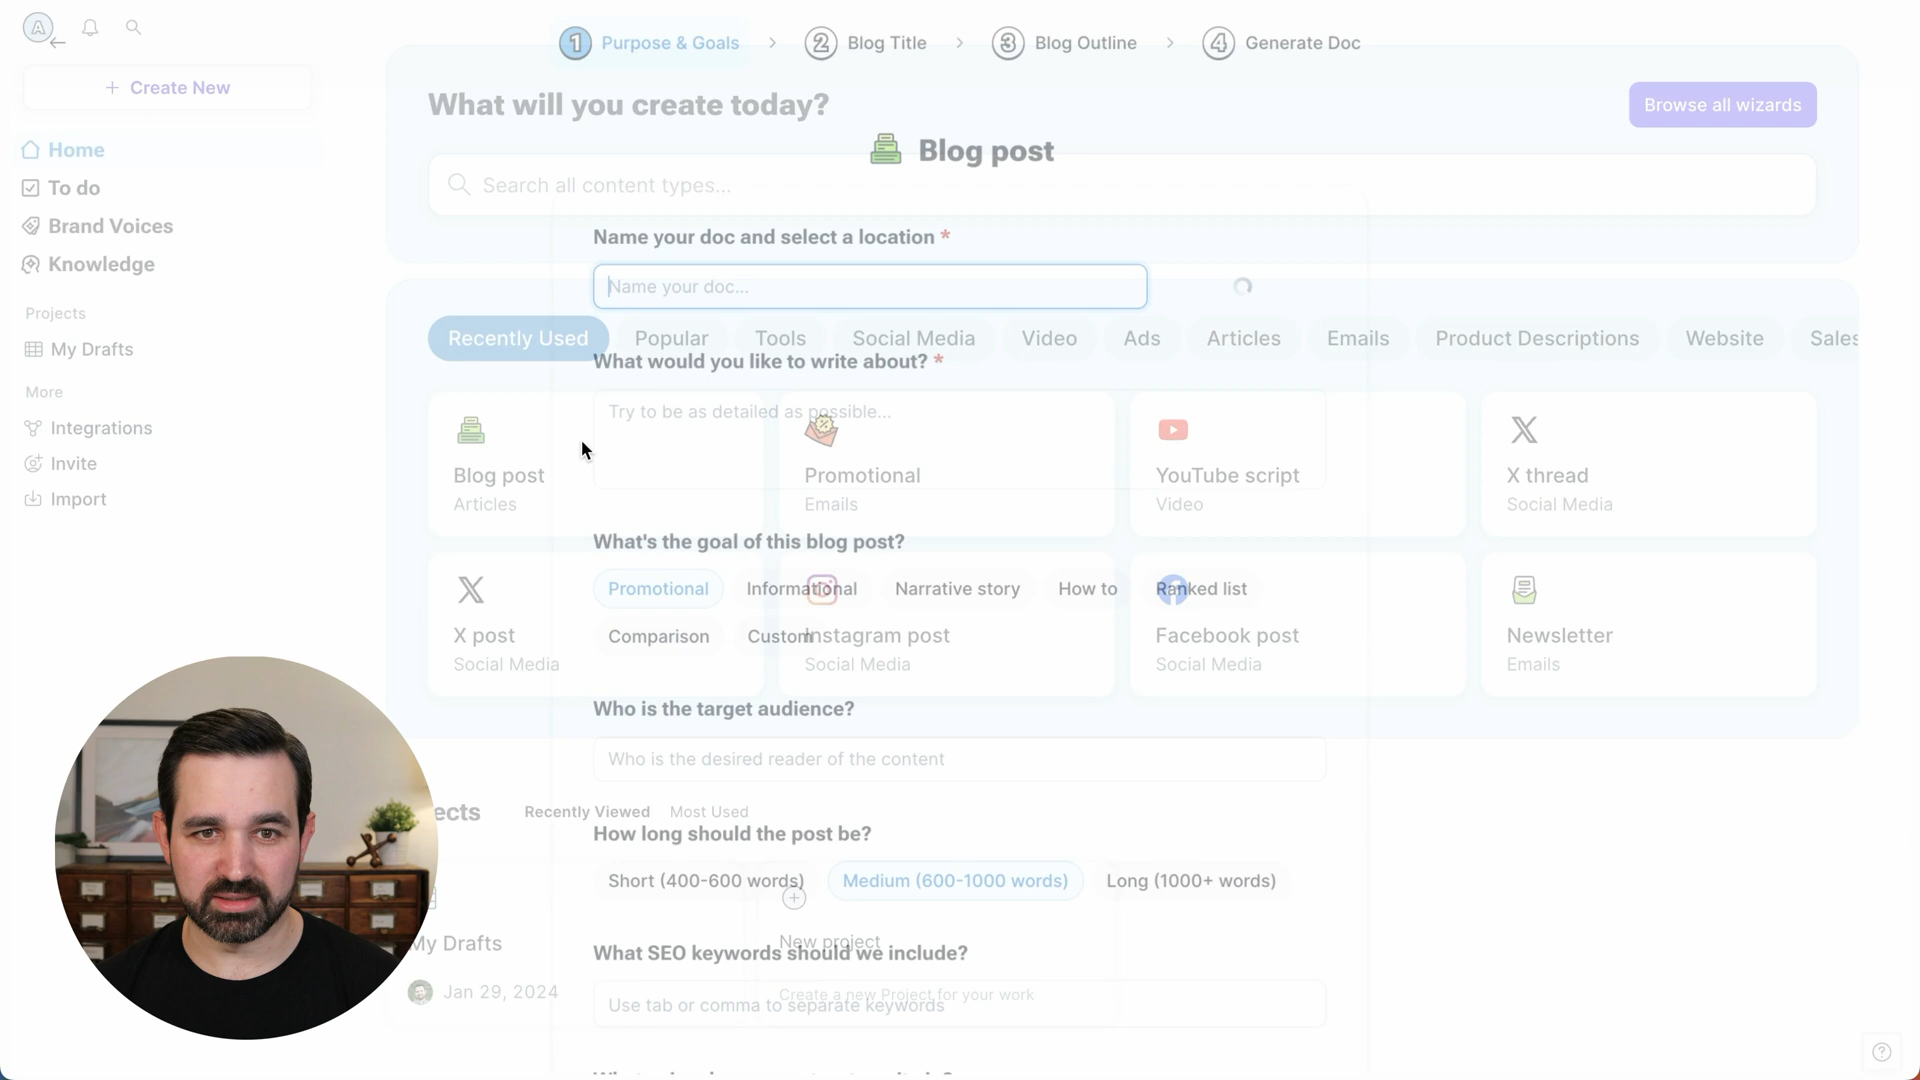 A
1 Purpose & Goals
2 Blog Title
3 Blog Outline
4 Generate Doc
+ Create New
What will you create today?
Browse all wizards
Blog post
Home
Search all content types...
To do
Brand Voices
Name your doc and select a location *
Knowledge
Name your doc...
Projects
Recently Used
Popular
Tools
Social Media
Video
Ads
Articles
Emails
Product Descriptions
Website
Sales
My Drafts
What would you like to write about? *
More
Try to be as detailed as possible...
Integrations
Invite
Blog post
Promotional
YouTube script
X thread
Import
Articles
Emails
Video
Social Media
What's the goal of this blog post?
Promotional
Informational
Narrative story
How to
Ranked list
Comparison
Custom
X post
Instagram post
Facebook post
Newsletter
Social Media
Social Media
Social Media
Emails
Who is the target audience?
Who is the desired reader of the content
ects
Recently Viewed
Most Used
How long should the post be?
Short (400-600 words)
Medium (600-1000 words)
Long (1000+ words)
My Drafts
New project
What SEO keywords should we include?
Jan 29, 2024
Create a new Project for your work
Use tab or comma to separate keywords